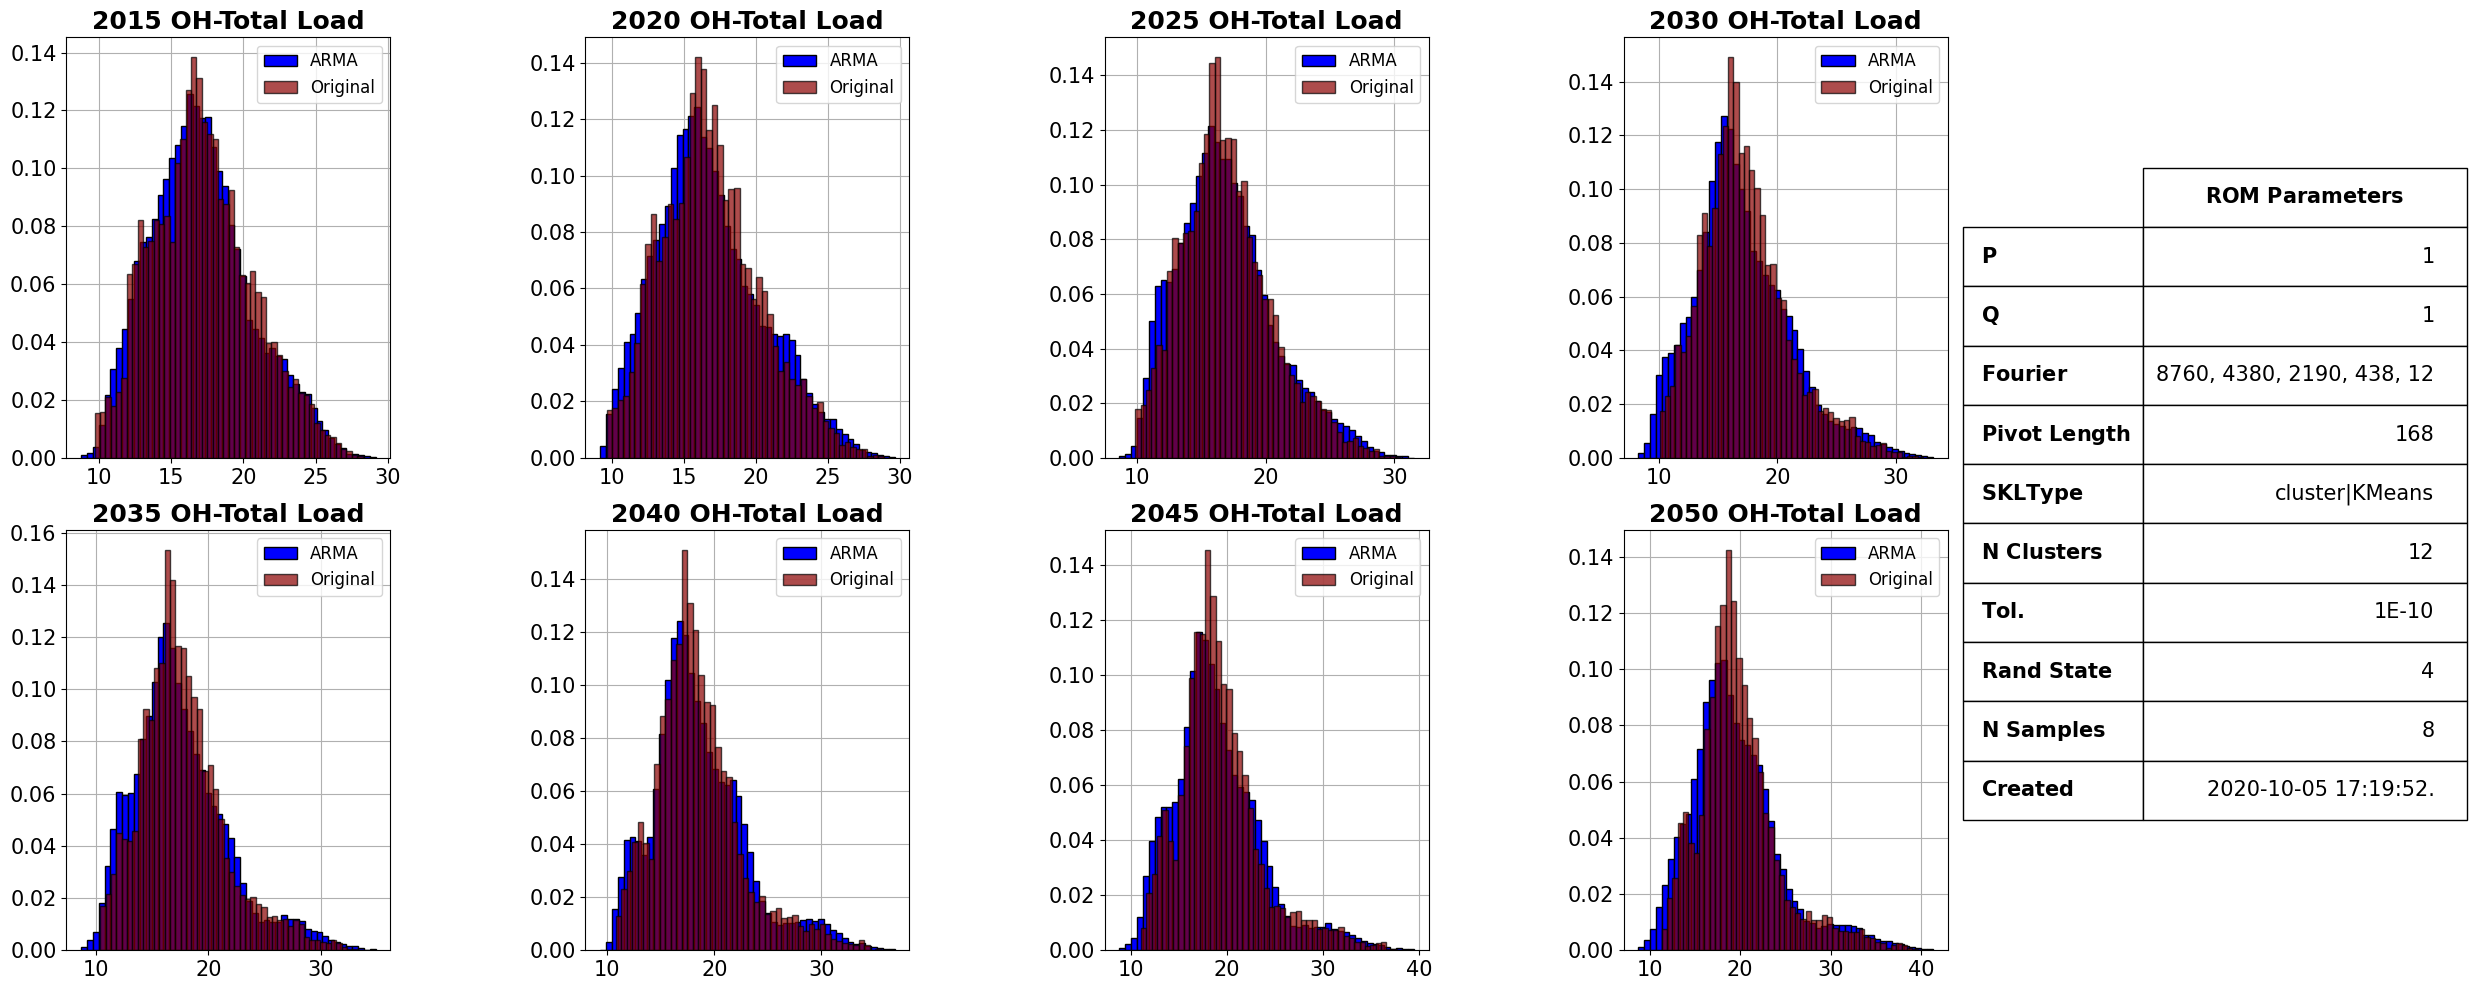 2015 OH-Total Load
0.14
0.12
0.10
0.08
0.06
0.04
0.02
0.00
10
15
20
25
30
ARMA
Original
2020 OH-Total Load
0.14
0.12
0.10
0.08
0.06
0.04
0.02
0.00
10
15
20
25
30
ARMA
Original
2025 OH-Total Load
0.14
0.12
0.10
0.08
0.06
0.04
0.02
0.00
10
20
30
ARMA
Original
2030 OH-Total Load
0.14
0.12
0.10
0.08
0.06
0.04
0.02
0.00
10
20
30
ARMA
Original
2035 OH-Total Load
0.16
0.14
0.12
0.10
0.08
0.06
0.04
0.02
0.00
10
20
30
ARMA
Original
2040 OH-Total Load
0.14
0.12
0.10
0.08
0.06
0.04
0.02
0.00
10
20
30
ARMA
Original
2045 OH-Total Load
0.14
0.12
0.10
0.08
0.06
0.04
0.02
0.00
10
20
30
40
ARMA
Original
2050 OH-Total Load
0.14
0.12
0.10
0.08
0.06
0.04
0.02
0.00
10
20
30
40
ARMA
Original
ROM Parameters
P 1
Q 1
Fourier 8760, 4380, 2190, 438, 12
Pivot Length 168
SKLType cluster|KMeans
N Clusters 12
Tol. 1E-10
Rand State 4
N Samples 8
Created 2020-10-05 17:19:52.